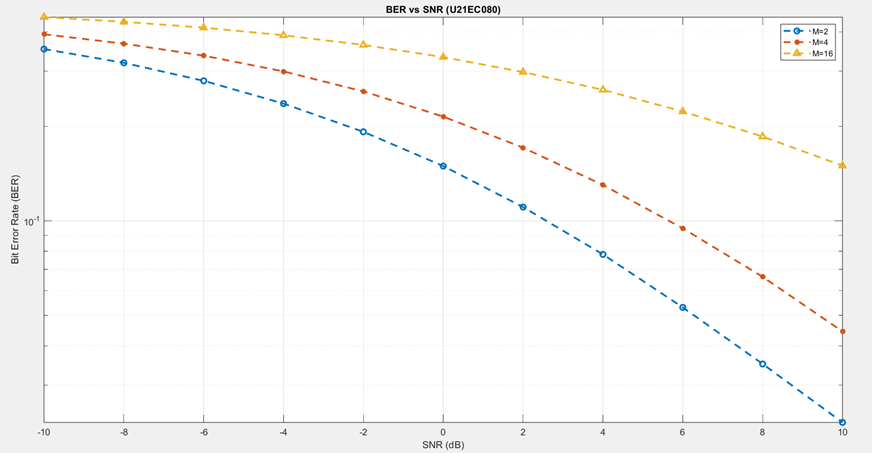 BER vs SNR (U21EC080)
M=2
M=4
M=16
Bit Error Rate (BER)
10^-1
-10 -8 -6 -4 -2 0 2 4 6 8 10
SNR (dB)